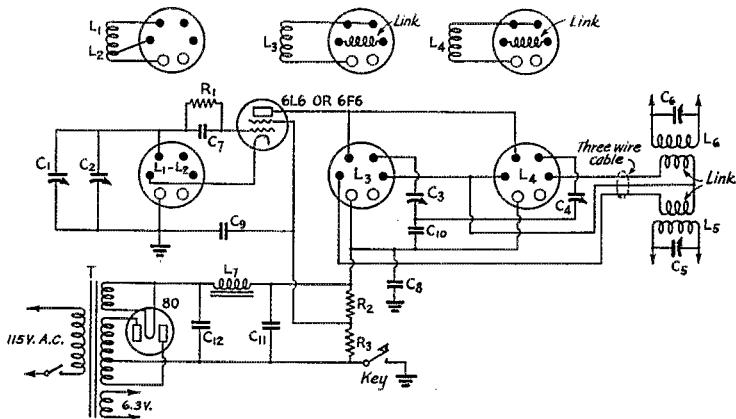 L1
L2
L3
Link
L4
Link
R1
6L6 OR 6F6
C6
L6
C1
C2
L1-L2
C7
L3
C3
L4
C4
Three wire
cable
Link
C9
C10
L5
C5
T
L7
80
C8
R2
115V. A.C.
C12
C11
R3
Key
6.3V.